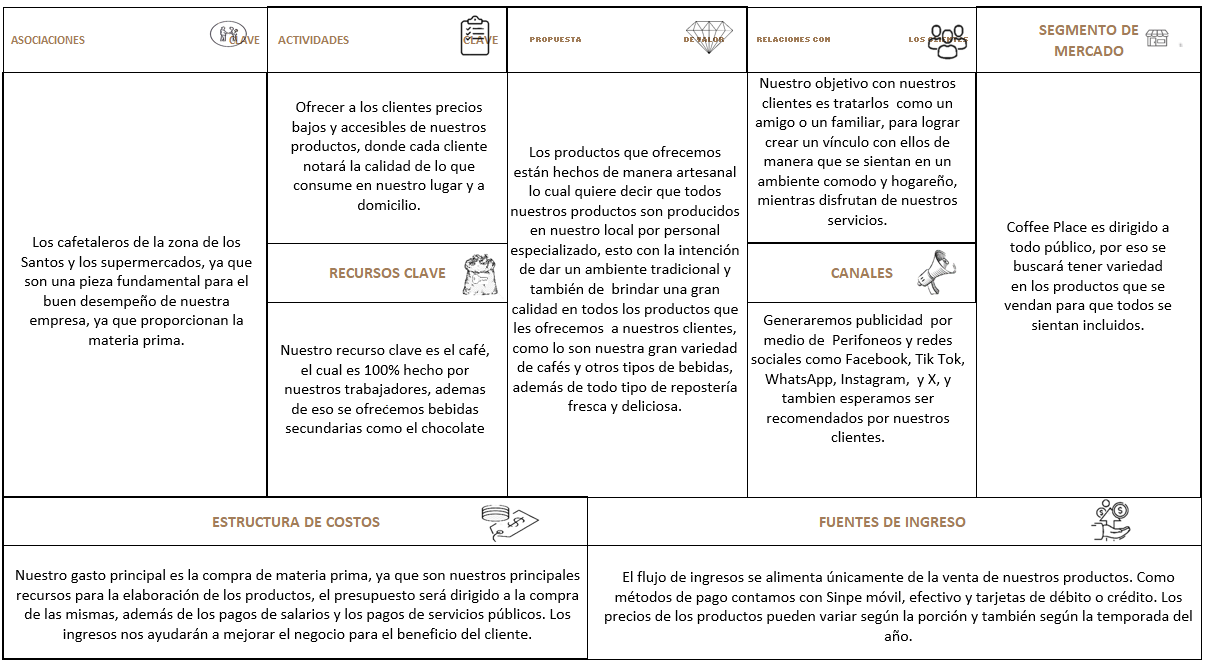 ASOCIACIONES CLAVE
Los cafetaleros de la zona de los
Santos y los supermercados, ya que
son una pieza fundamental para el
buen desempeño de nuestra
empresa, ya que proporcionan la
materia prima.
ACTIVIDADES CLAVE
Ofrecer a los clientes precios
bajos y accesibles de nuestros
productos, donde cada cliente
notará la calidad de lo que
consume en nuestro lugar y a
domicilio.
RECURSOS CLAVE
Nuestro recurso clave es el café,
el cual es 100% hecho por
nuestros trabajadores, ademas
de eso se ofrecemos bebidas
secundarias como el chocolate
PROPUESTA DE VALOR
Los productos que ofrecemos
están hechos de manera artesanal
lo cual quiere decir que todos
nuestros productos son producidos
en nuestro local por personal
especializado, esto con la intención
de dar un ambiente tradicional y
también de brindar una gran
calidad en todos los productos que
les ofrecemos a nuestros clientes,
como lo son nuestra gran variedad
de cafés y otros tipos de bebidas,
además de todo tipo de repostería
fresca y deliciosa.
RELACIONES CON LOS CLIENTES
Nuestro objetivo con nuestros
clientes es tratarlos como un
amigo o un familiar, para lograr
crear un vínculo con ellos de
manera que se sientan en un
ambiente comodo y hogareño,
mientras disfrutan de nuestros
servicios.
CANALES
Generaremos publicidad por
medio de Perifoneos y redes
sociales como Facebook, Tik Tok,
WhatsApp, Instagram, y X, y
tambien esperamos ser
recomendados por nuestros
clientes.
SEGMENTO DE
MERCADO
Coffee Place es dirigido a
todo público, por eso se
buscará tener variedad
en los productos que se
vendan para que todos se
sientan incluidos.
ESTRUCTURA DE COSTOS
Nuestro gasto principal es la compra de materia prima, ya que son nuestros principales
recursos para la elaboración de los productos, el presupuesto será dirigido a la compra
de las mismas, además de los pagos de salarios y los pagos de servicios públicos. Los
ingresos nos ayudarán a mejorar el negocio para el beneficio del cliente.
FUENTES DE INGRESO
El flujo de ingresos se alimenta únicamente de la venta de nuestros productos. Como
métodos de pago contamos con Sinpe móvil, efectivo y tarjetas de débito o crédito. Los
precios de los productos pueden variar según la porción y también según la temporada del
año.